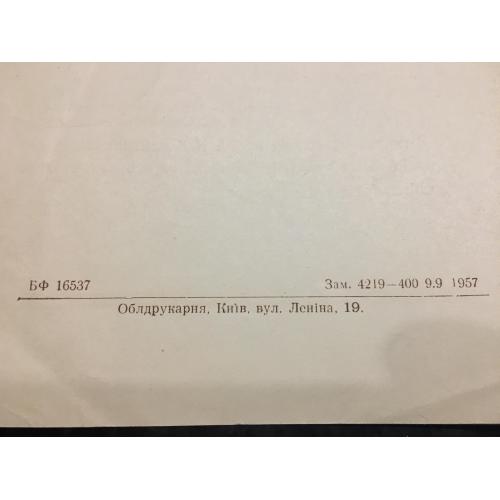 БФ 16537 Зам. 4219—400 9.9 1957
Облдрукарня, Київ, вул. Леніна, 19.